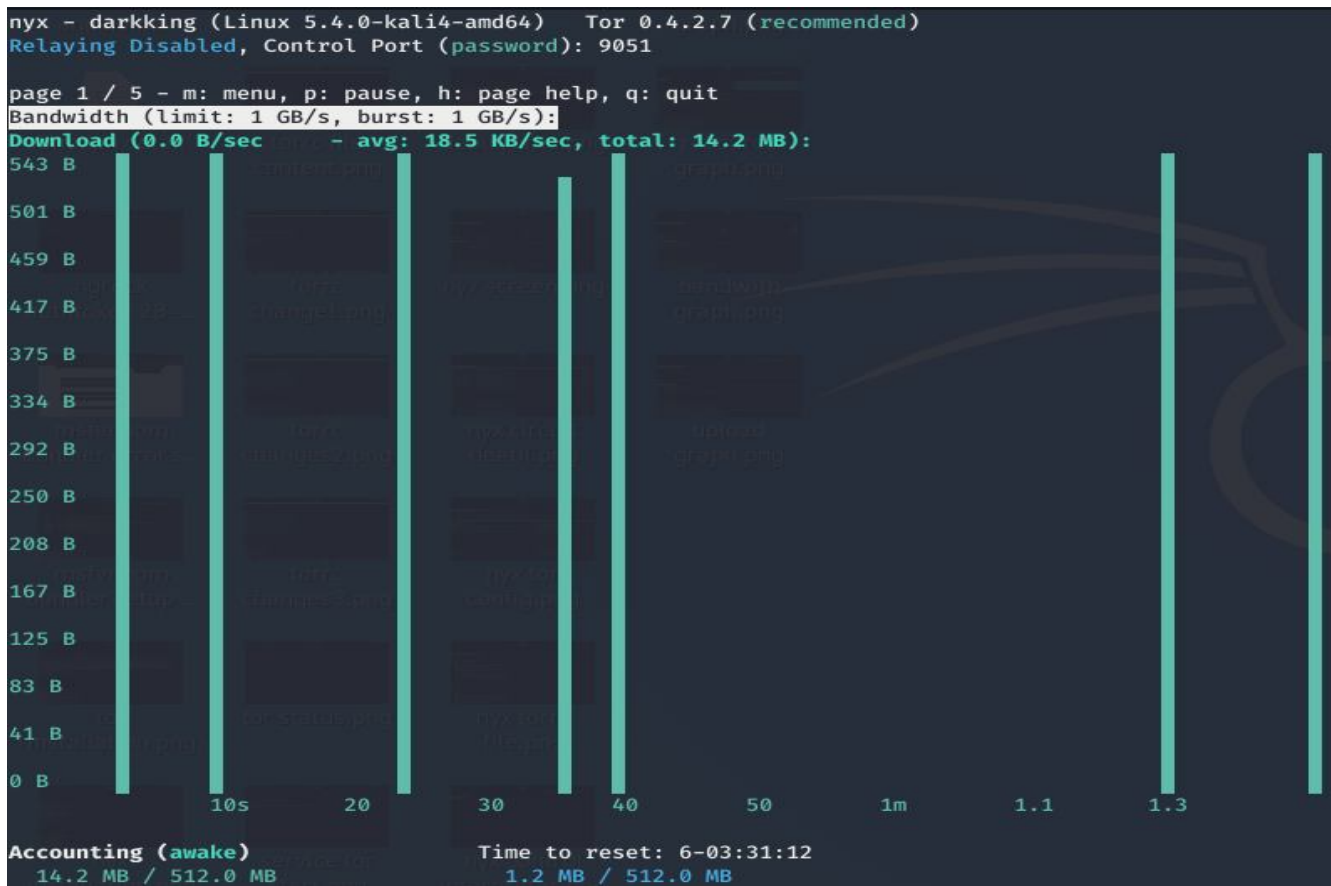 nyx - darkking (Linux 5.4.0-kali4-amd64)   Tor 0.4.2.7 (recommended)
Relaying Disabled, Control Port (password): 9051
page 1 / 5 - m: menu, p: pause, h: page help, q: quit
Bandwidth (limit: 1 GB/s, burst: 1 GB/s):
Download (0.0 B/sec     - avg: 18.5 KB/sec, total: 14.2 MB):
543 B
501 B
459 B
417 B
375 B
334 B
292 B
250 B
208 B
167 B
125 B
83 B
41 B
0 B
10s 20 30 40 50 1m 1.1 1.3
Accounting (awake) Time to reset: 6-03:31:12
14.2 MB / 512.0 MB 1.2 MB / 512.0 MB